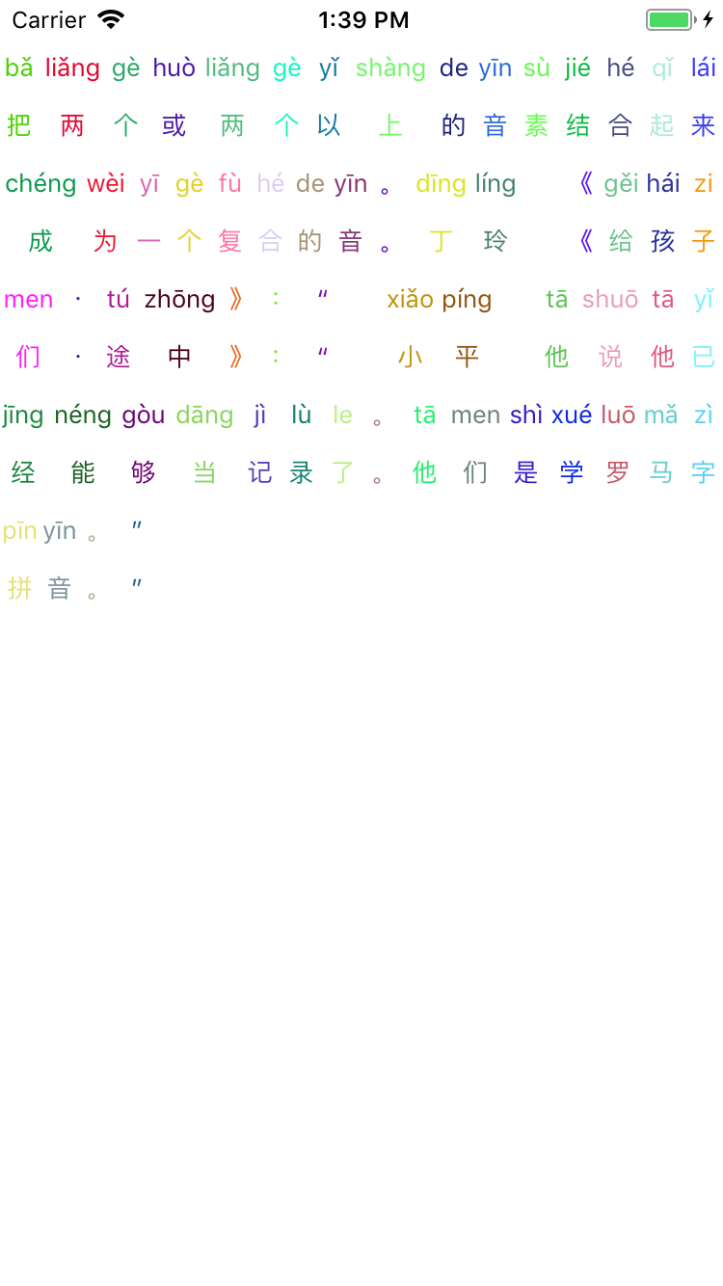 Carrier 1:39 PM
bǎ liǎng gè huò liǎng gè yǐ shàng de yīn sù jié hé qǐ lái
把 两 个 或 两 个 以 上 的 音 素 结 合 起 来
chéng wèi yī gè fù hé de yīn 。 dīng líng 《 gěi hái zi
成 为 一 个 复 合 的 音 。 丁 玲 《 给 孩 子
men · tú zhōng 》 : “ xiǎo píng tā shuō tā yǐ
们 · 途 中 》 : “ 小 平 他 说 他 已
jīng néng gòu dāng jì lù le 。 tā men shì xué luō mǎ zì
经 能 够 当 记 录 了 。 他 们 是 学 罗 马 字
pīn yīn 。 ”
拼 音 。 ”